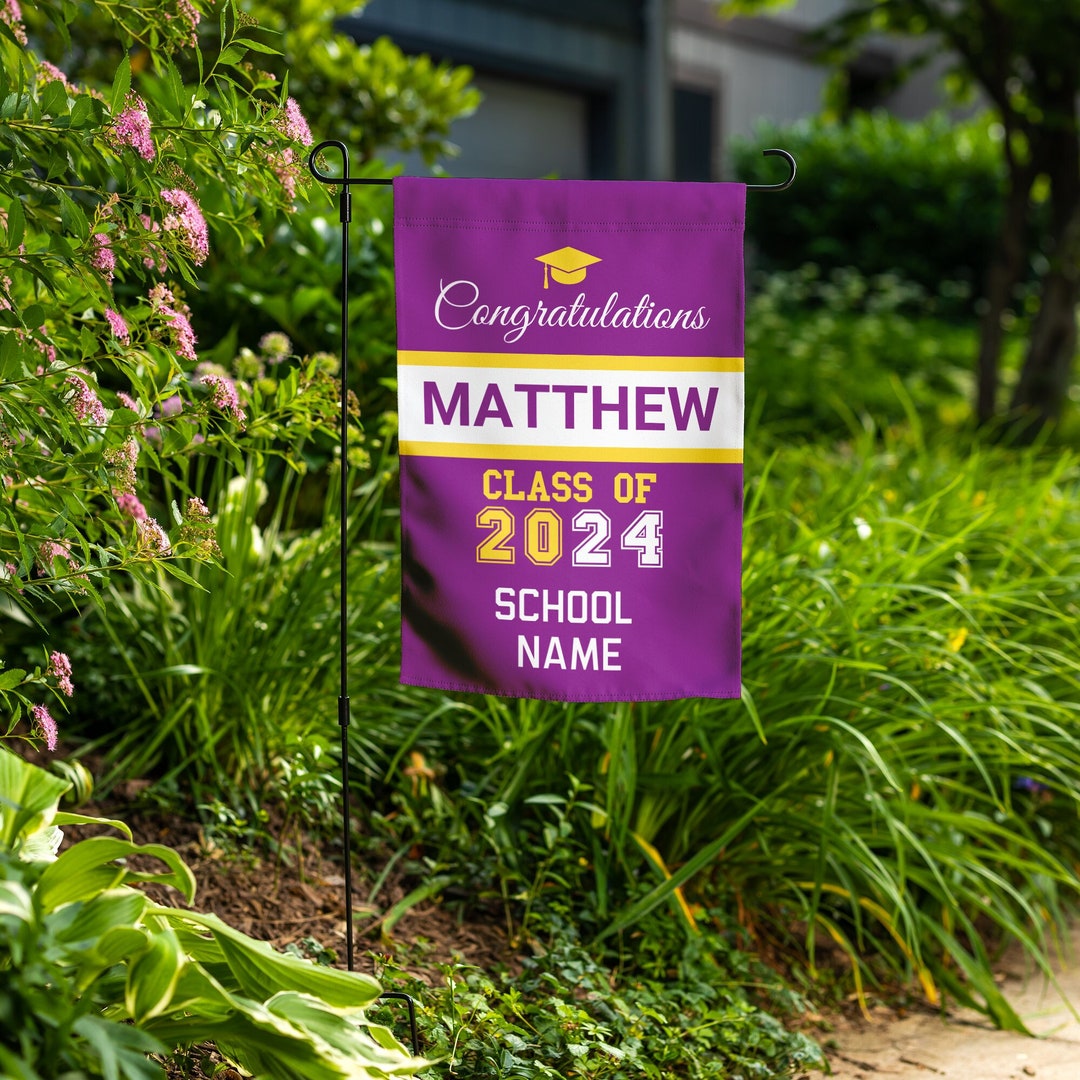 Congratulations
MATTHEW
CLASS OF
2024
SCHOOL
NAME